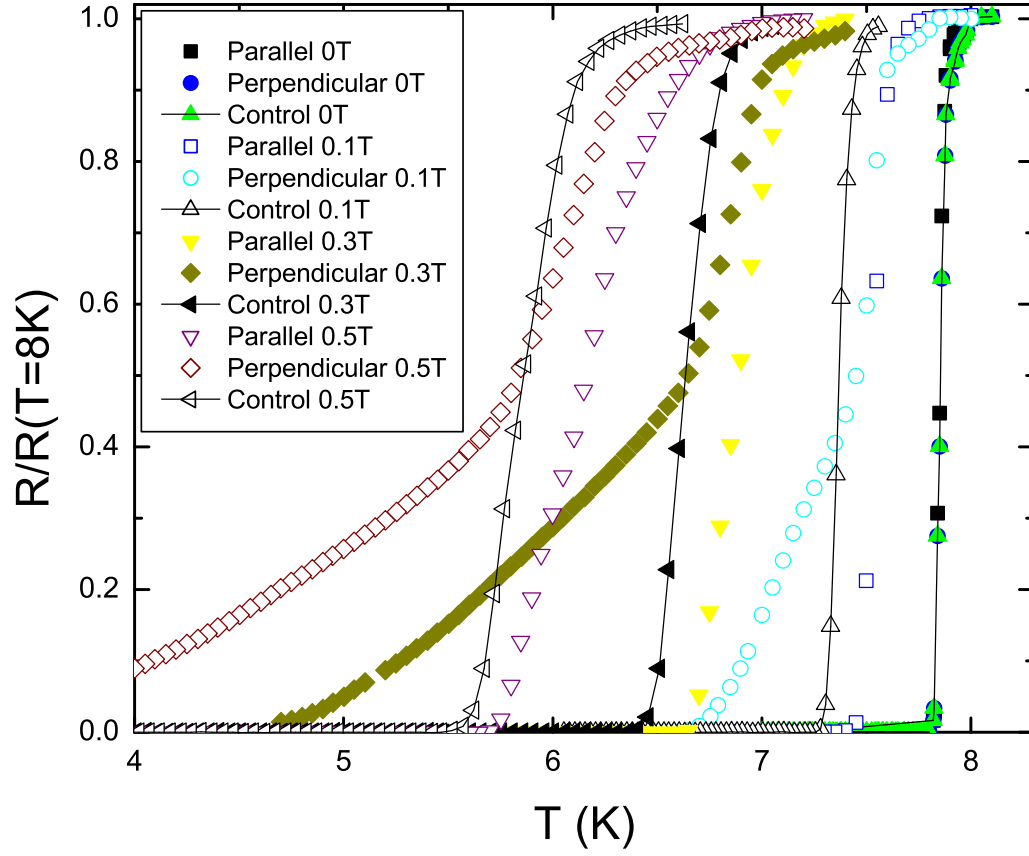 1.0
0.8
0.6
0.4
0.2
0.0
R/R(T=8K)
Parallel 0T
Perpendicular 0T
Control 0T
Parallel 0.1T
Perpendicular 0.1T
Control 0.1T
Parallel 0.3T
Perpendicular 0.3T
Control 0.3T
Parallel 0.5T
Perpendicular 0.5T
Control 0.5T
4 5 6 7 8
T (K)